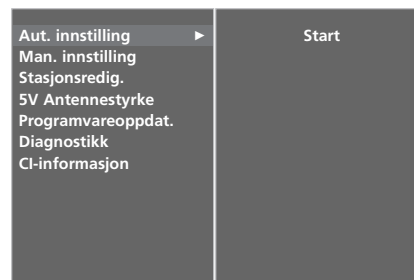 Aut. innstilling ► Start
Man. innstilling
Stasjonsredig.
5V Antennestyrke
Programvareoppdat.
Diagnostikk
CI-informasjon